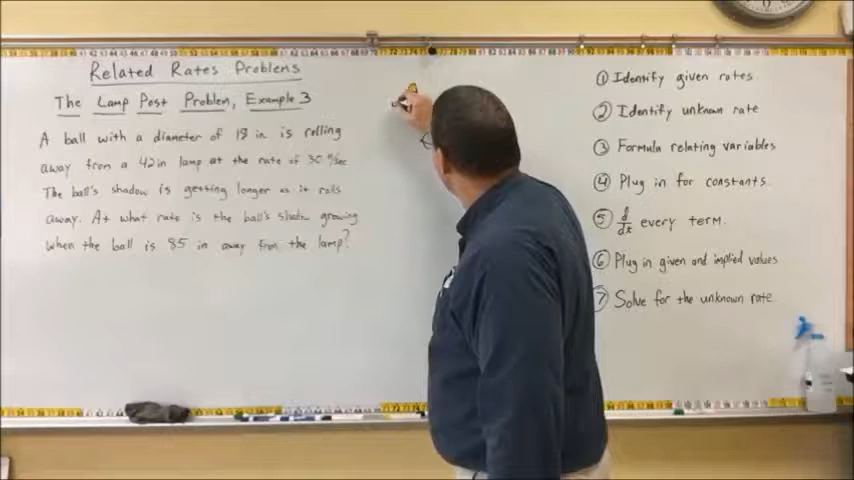 Related Rates Problems
The Lamp Post Problem, Example 3
A ball with a diameter of 18 in is rolling
away from a 42in lamp at the rate of 30 in/sec
The ball's shadow is getting longer as it rolls
away. At what rate is the ball's shadow growing
when the ball is 85 in away from the lamp?
① Identify given rates
② Identify unknown rate
③ Formula relating variables
④ Plug in for constants.
⑤ d/dt every term.
⑥ Plug in given and implied values
⑦ Solve for the unknown rate